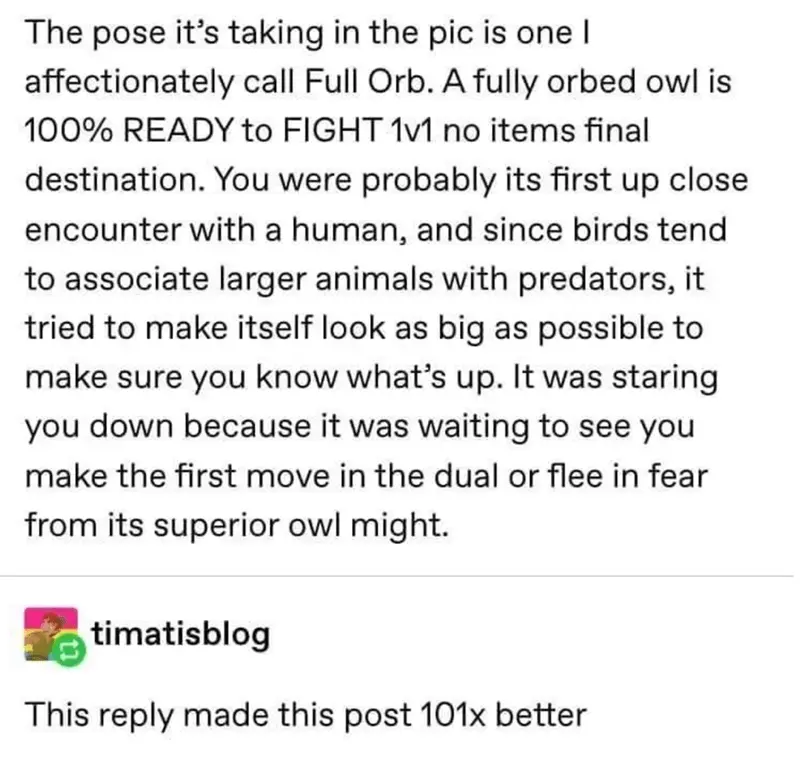 The pose it’s taking in the pic is one I
affectionately call Full Orb. A fully orbed owl is
100% READY to FIGHT 1v1 no items final
destination. You were probably its first up close
encounter with a human, and since birds tend
to associate larger animals with predators, it
tried to make itself look as big as possible to
make sure you know what’s up. It was staring
you down because it was waiting to see you
make the first move in the dual or flee in fear
from its superior owl might.
timatisblog
This reply made this post 101x better